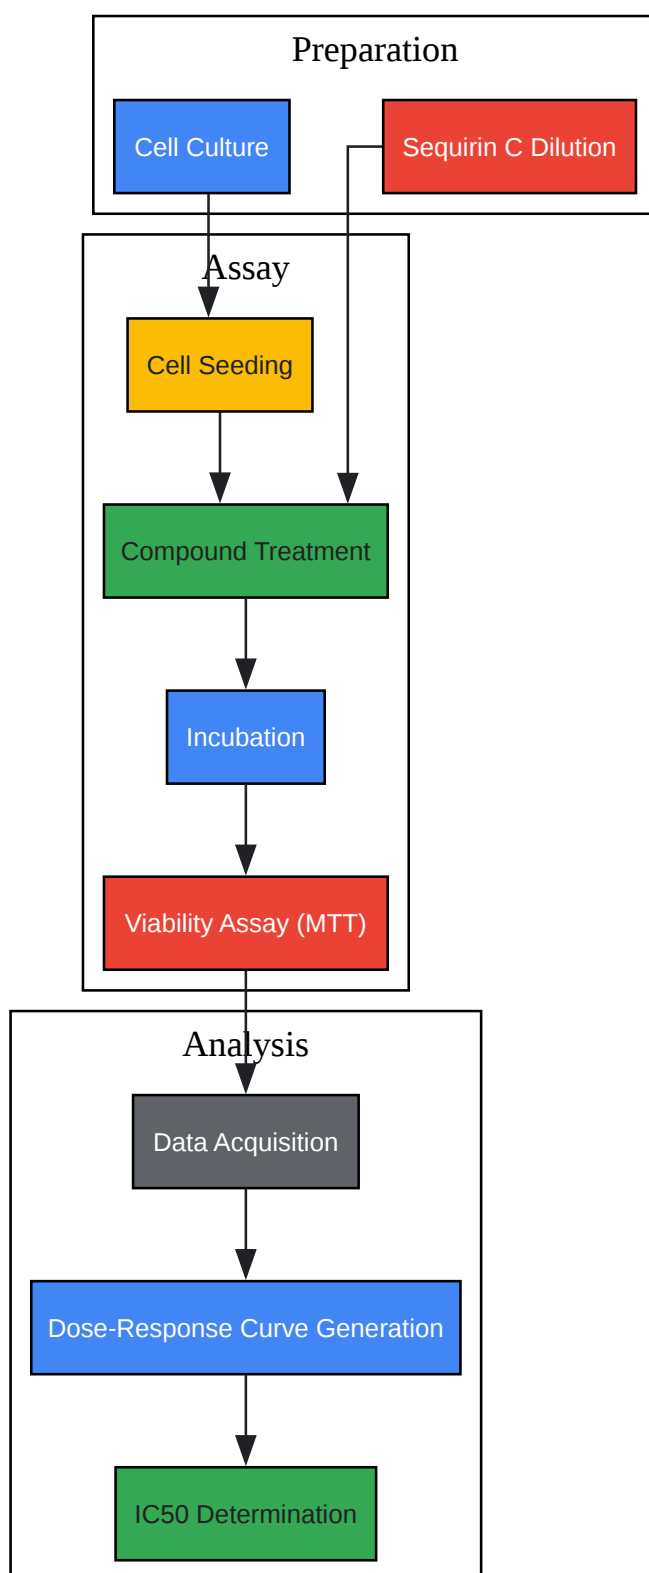 Preparation
Cell Culture
Sequirin C Dilution
Assay
Cell Seeding
Compound Treatment
Incubation
Viability Assay (MTT)
Analysis
Data Acquisition
Dose-Response Curve Generation
IC50 Determination